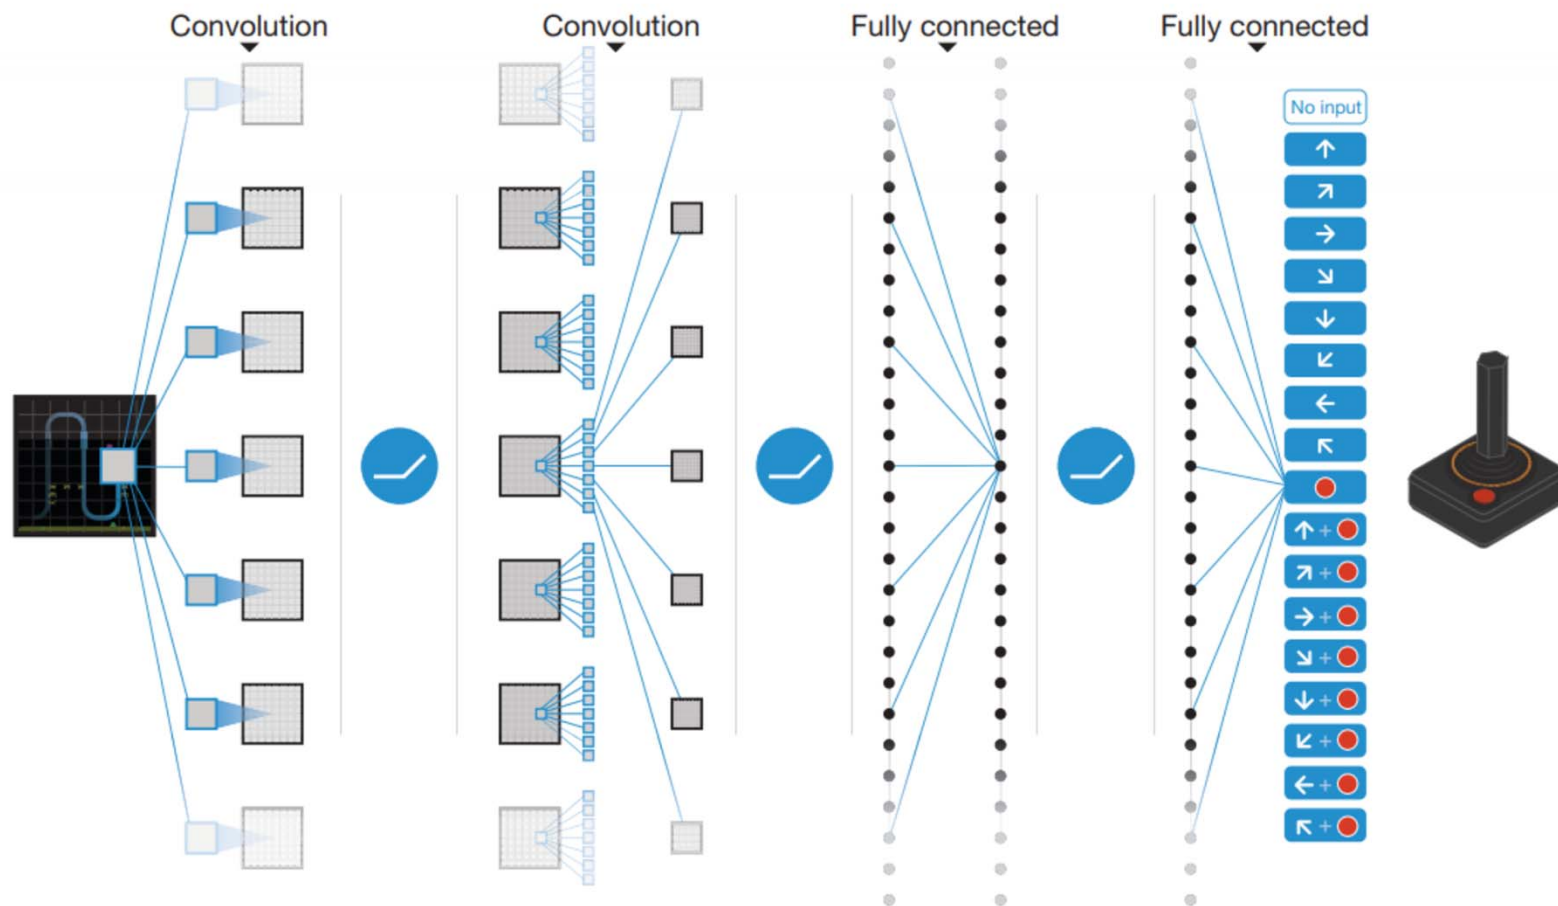 Convolution
Convolution
Fully connected
Fully connected
No input